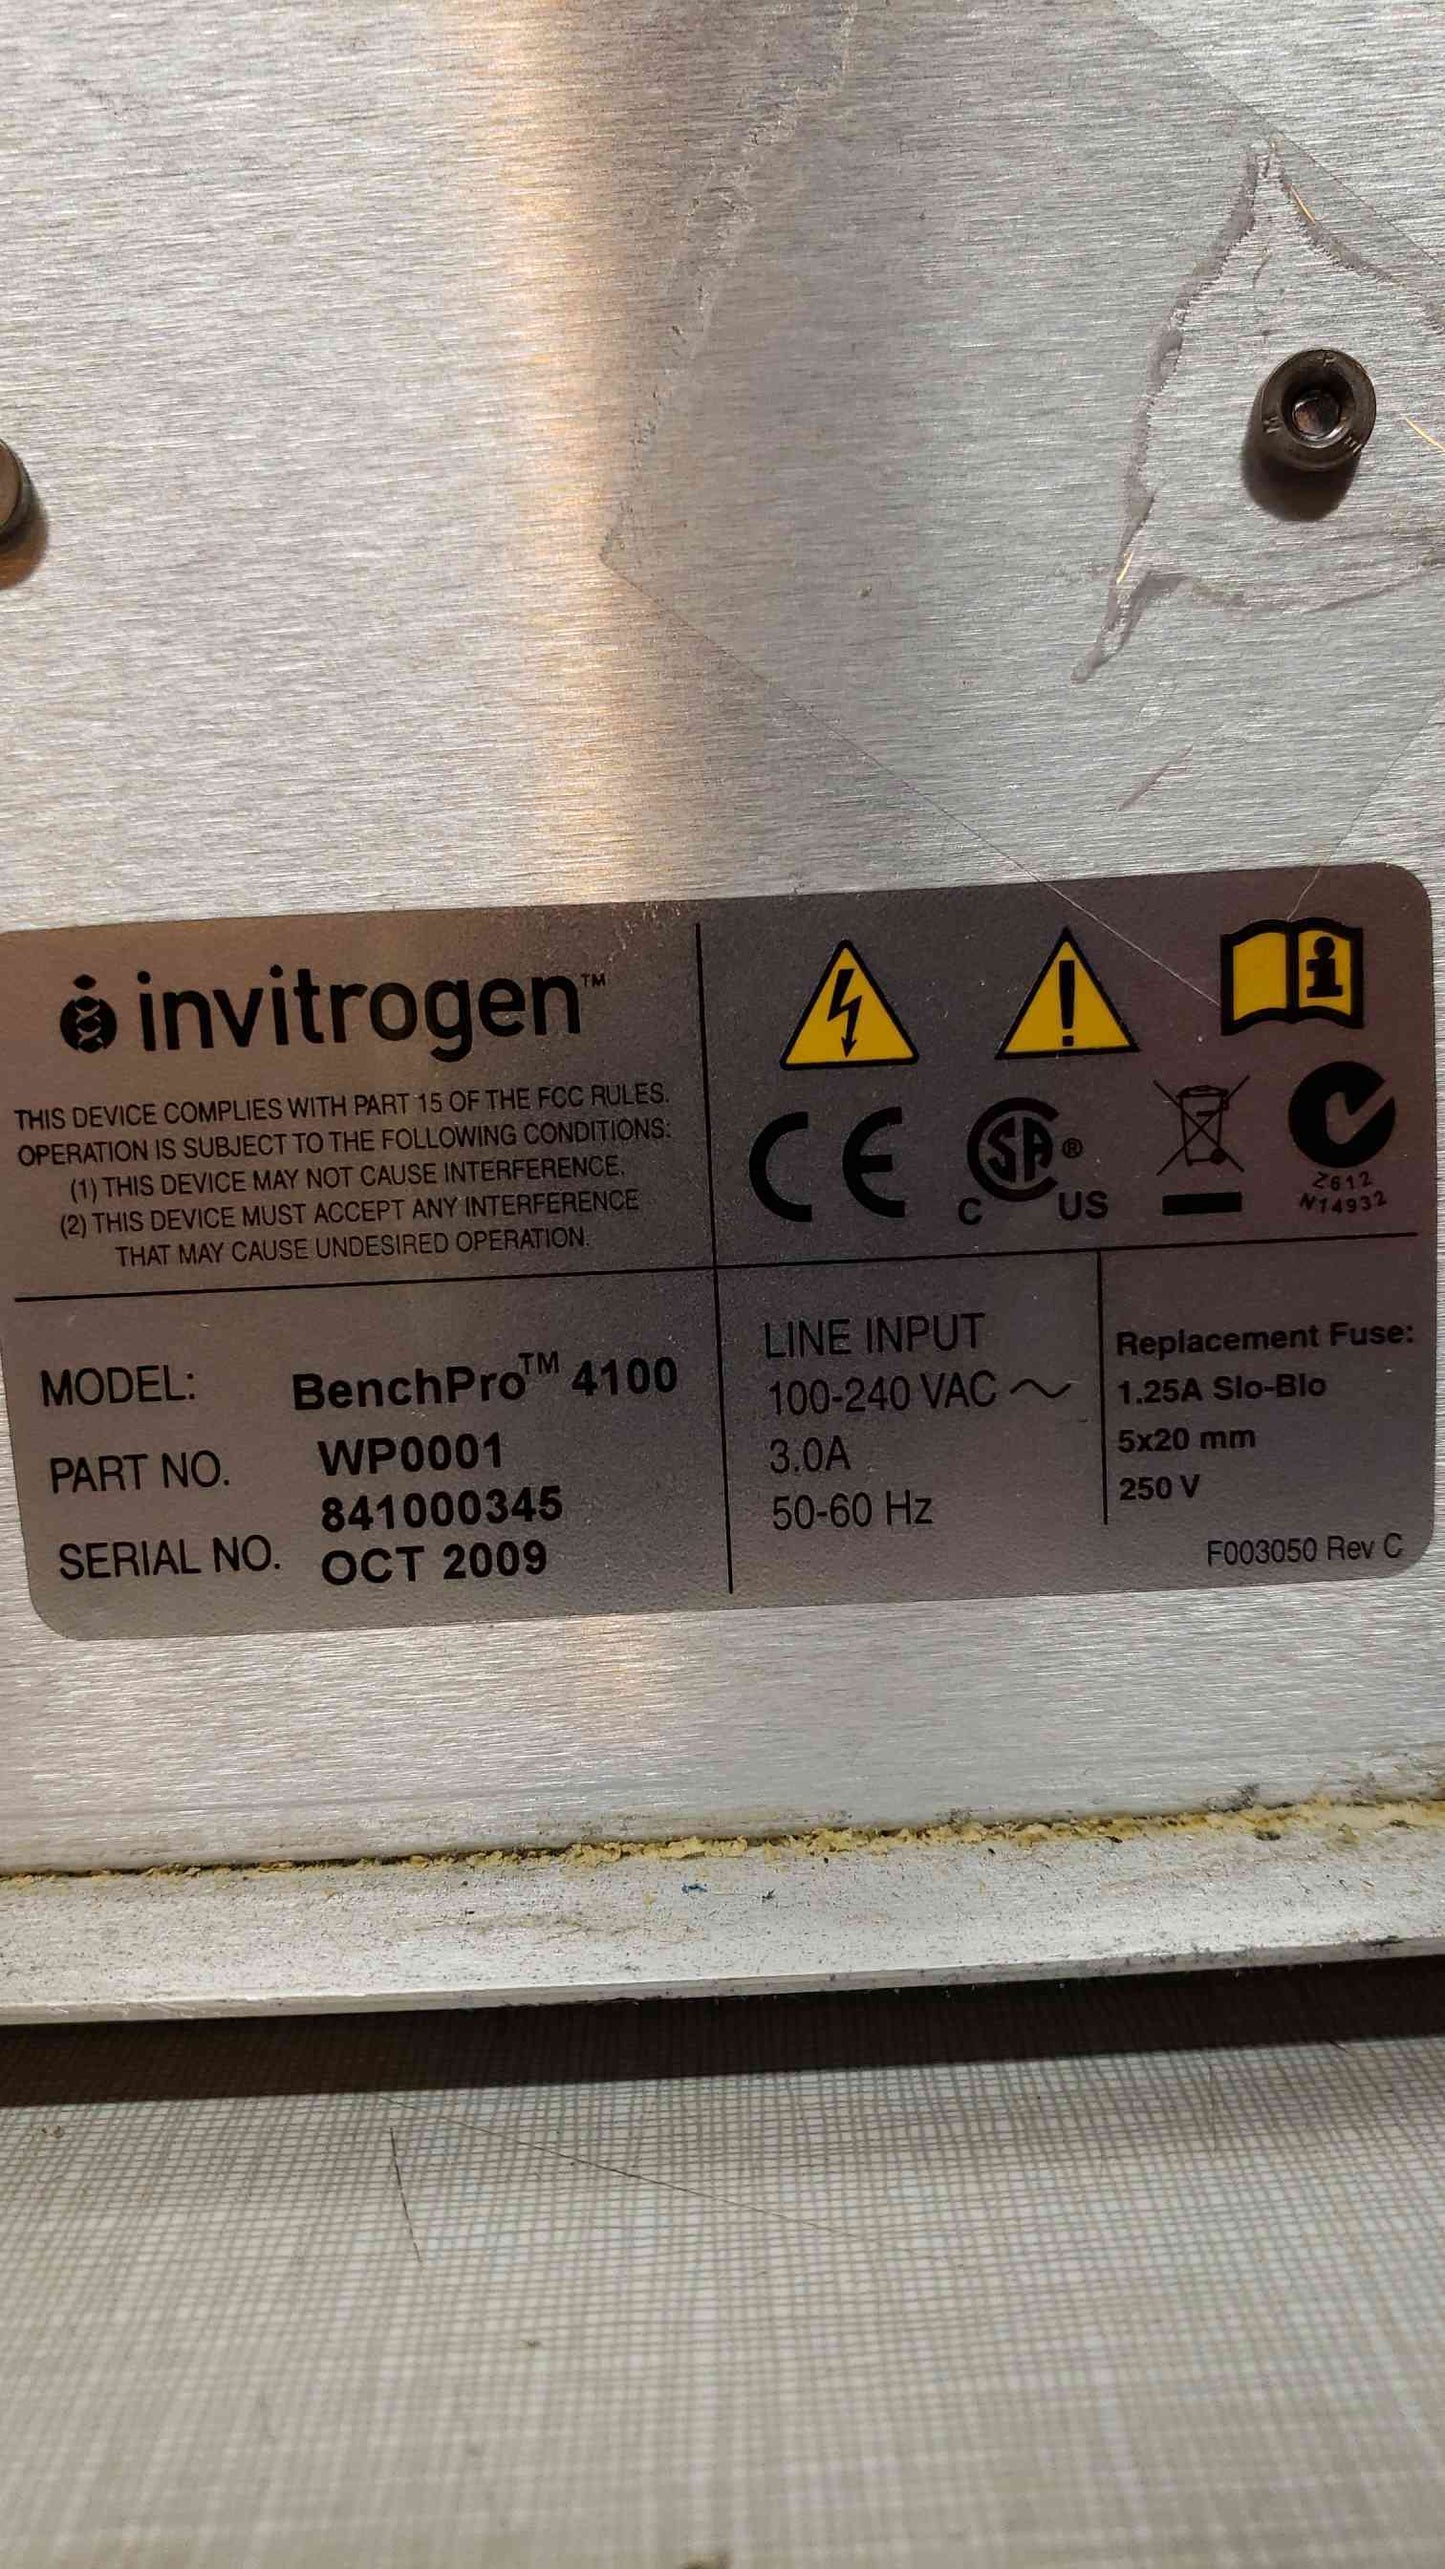 invitrogen™
THIS DEVICE COMPLIES WITH PART 15 OF THE FCC RULES.
OPERATION IS SUBJECT TO THE FOLLOWING CONDITIONS:
(1) THIS DEVICE MAY NOT CAUSE INTERFERENCE.
(2) THIS DEVICE MUST ACCEPT ANY INTERFERENCE
THAT MAY CAUSE UNDESIRED OPERATION.
CE
SA®
C US
Z612
N14932
MODEL: BenchPro™ 4100
PART NO. WP0001
841000345
SERIAL NO. OCT 2009
LINE INPUT
100-240 VAC ~
3.0A
50-60 Hz
Replacement Fuse:
1.25A Slo-Blo
5x20 mm
250 V
F003050 Rev C